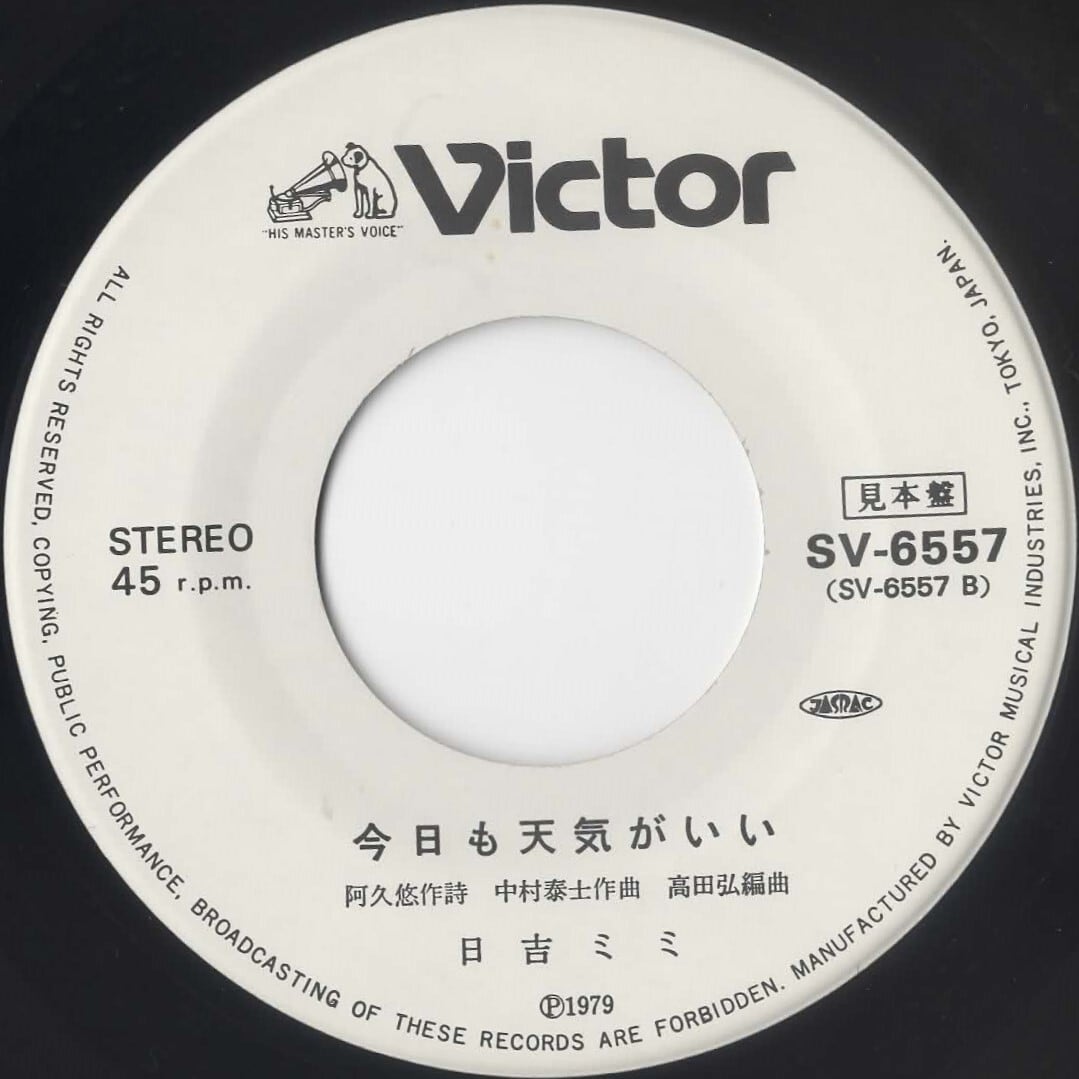 Victor
"HIS MASTER'S VOICE"
STEREO
45 r.p.m.
見本盤
SV-6557
(SV-6557 B)
JASRAC
今日も天気がいい
阿久悠作詩 中村泰士作曲 高田弘編曲
日吉ミミ
Ⓟ1979
ALL RIGHTS RESERVED, COPYING, PUBLIC PERFORMANCE, BROADCASTING OF THESE RECORDS ARE FORBIDDEN. MANUFACTURED BY VICTOR MUSICAL INDUSTRIES, INC., TOKYO, JAPAN.